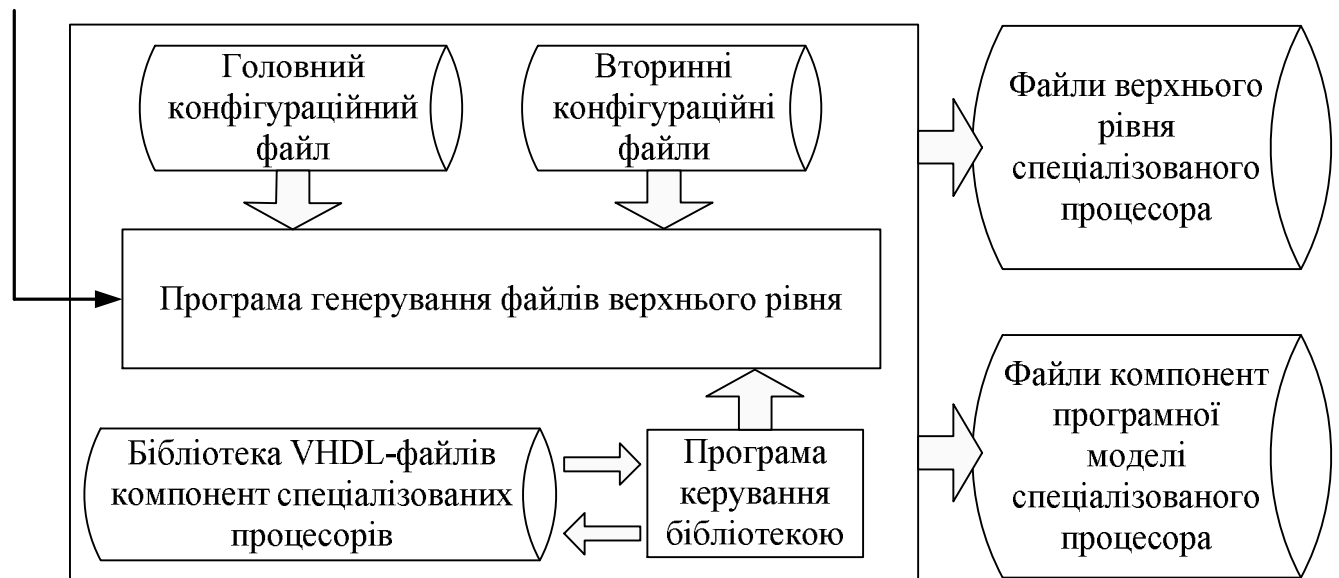 Головний
конфігураційний
файл
Вторинні
конфігураційні
файли
Файли верхнього
рівня
спеціалізованого
процесора
Програма генерування файлів верхнього рівня
Бібліотека VHDL-файлів
компонент спеціалізованих
процесорів
Програма
керування
бібліотекою
Файли компонент
програмної
моделі
спеціалізованого
процесора